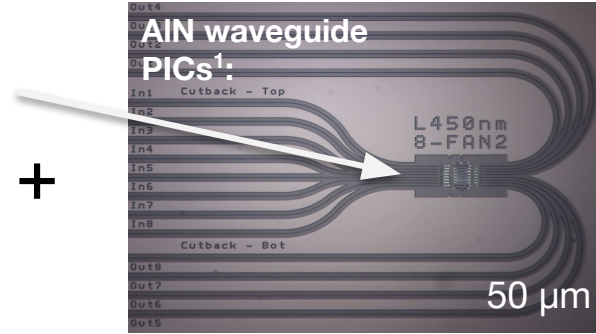 Out4
AlN waveguide
PICs1:
Out2
In1 Cutback - Top
In2
L450nm
In3
8-FAN2
In4
In5
+
In6
In7
In8
Cutback - Bot
Out8
Out7
50 µm
Out6
Out5